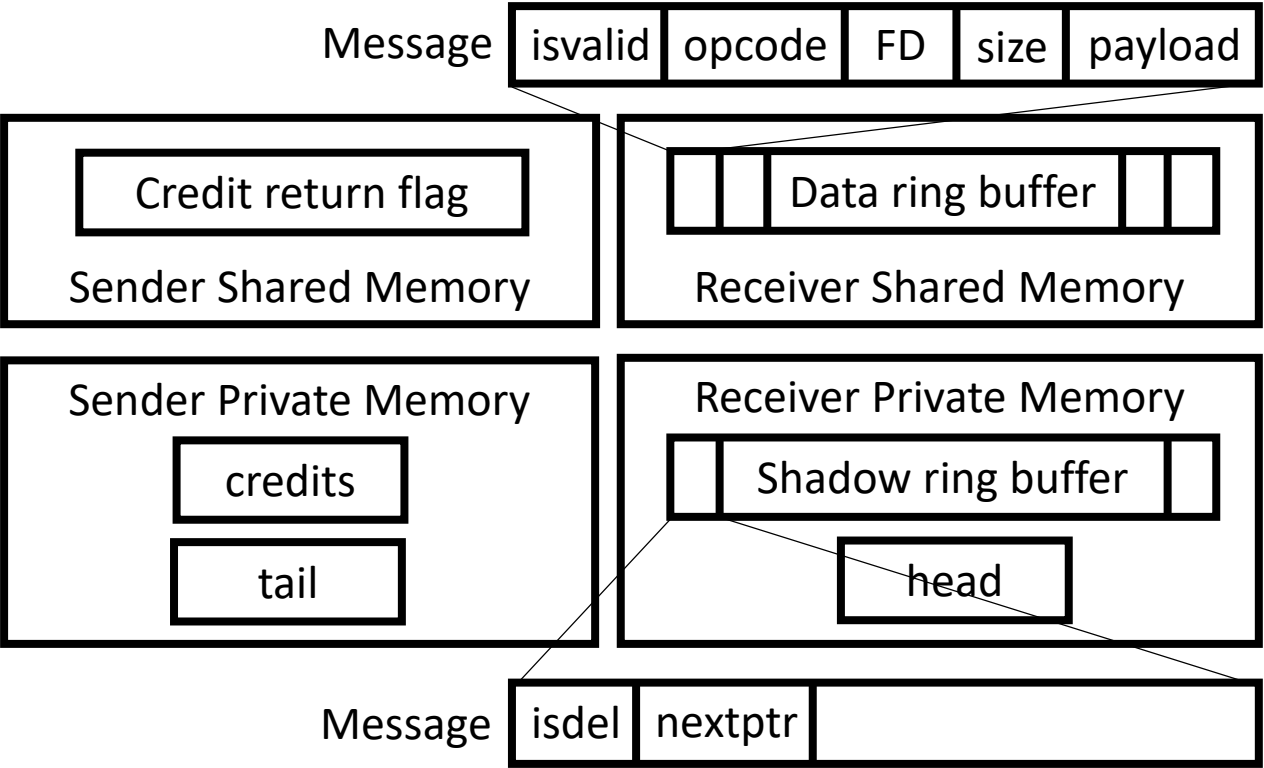 Message isvalid opcode FD size payload
Credit return flag
Sender Shared Memory
Data ring buffer
Receiver Shared Memory
Sender Private Memory
credits
tail
Receiver Private Memory
Shadow ring buffer
head
Message isdel nextptr